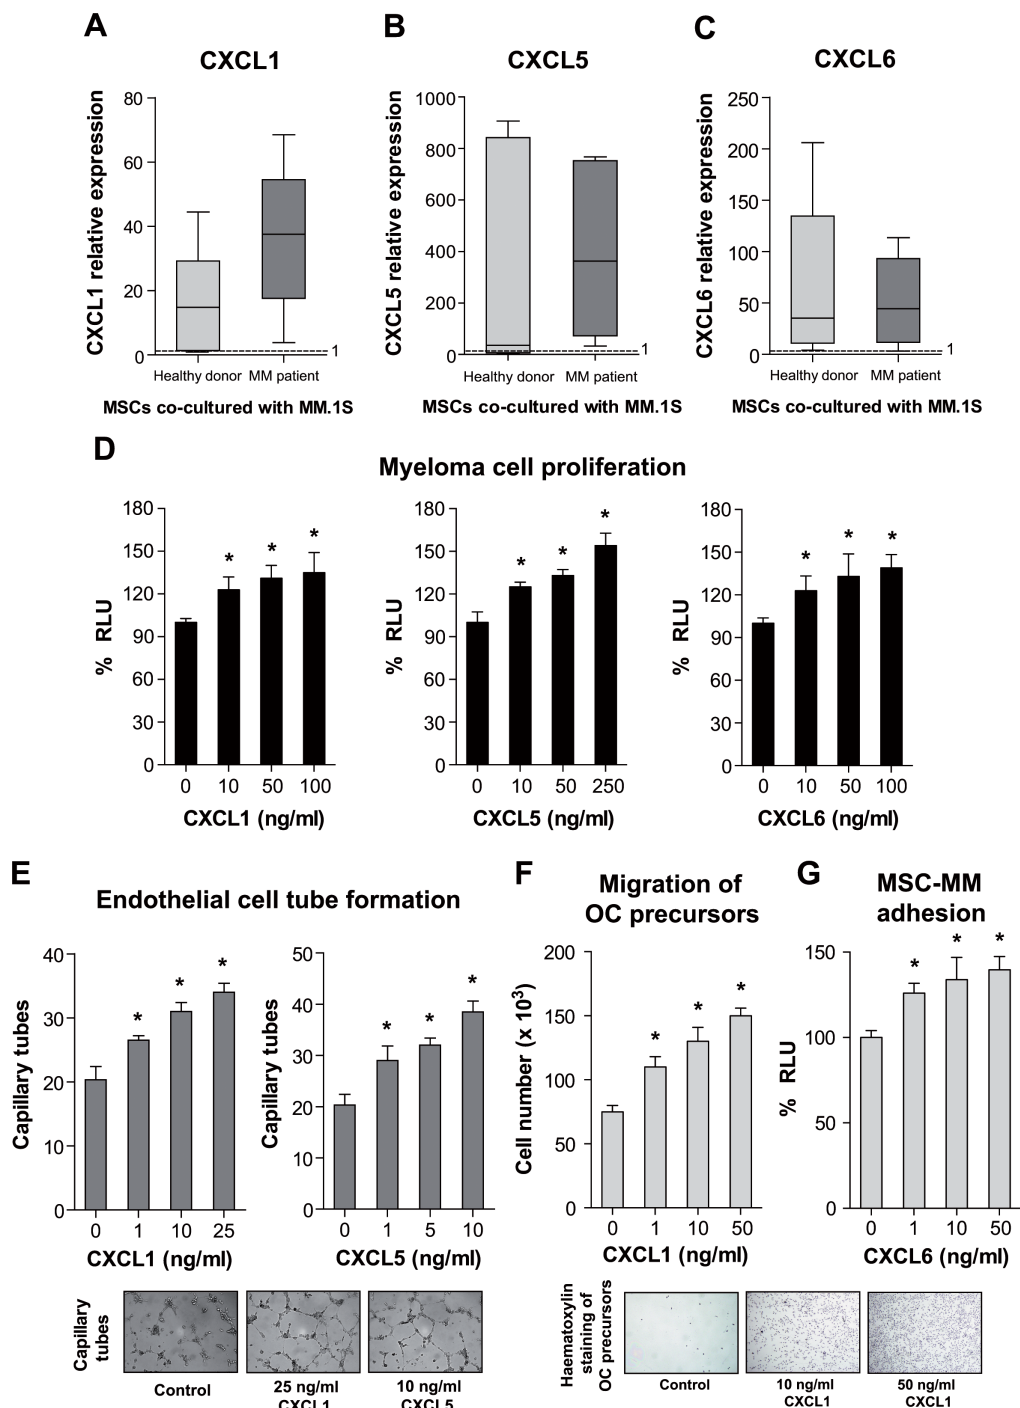 A
B
C
CXCL1
CXCL5
CXCL6
CXCL1 relative expression
80
60
40
20
0
1
Healthy donor
MM patient
MSCs co-cultured with MM.1S
CXCL5 relative expression
1000
800
600
400
200
0
1
Healthy donor
MM patient
MSCs co-cultured with MM.1S
CXCL6 relative expression
250
200
150
100
50
0
1
Healthy donor
MM patient
MSCs co-cultured with MM.1S
D
Myeloma cell proliferation
% RLU
180
150
120
90
60
30
0
* * *
0 10 50 100
CXCL1 (ng/ml)
% RLU
180
150
120
90
60
30
0
* * *
0 10 50 250
CXCL5 (ng/ml)
% RLU
180
150
120
90
60
30
0
* * *
0 10 50 100
CXCL6 (ng/ml)
E
Endothelial cell tube formation
Capillary tubes
40
30
20
10
0
* * *
0 1 10 25
CXCL1 (ng/ml)
Capillary tubes
50
40
30
20
10
0
* * *
0 1 5 10
CXCL5 (ng/ml)
Capillary
tubes
Control
25 ng/ml
CXCL1
10 ng/ml
CXCL5
F
Migration of
OC precursors
Cell number (x 10³)
200
150
100
50
0
* * *
0 1 10 50
CXCL1 (ng/ml)
Haematoxylin
staining of
OC precursors
Control
10 ng/ml
CXCL1
50 ng/ml
CXCL1
G
MSC-MM
adhesion
% RLU
150
100
50
0
* * *
0 1 10 50
CXCL6 (ng/ml)